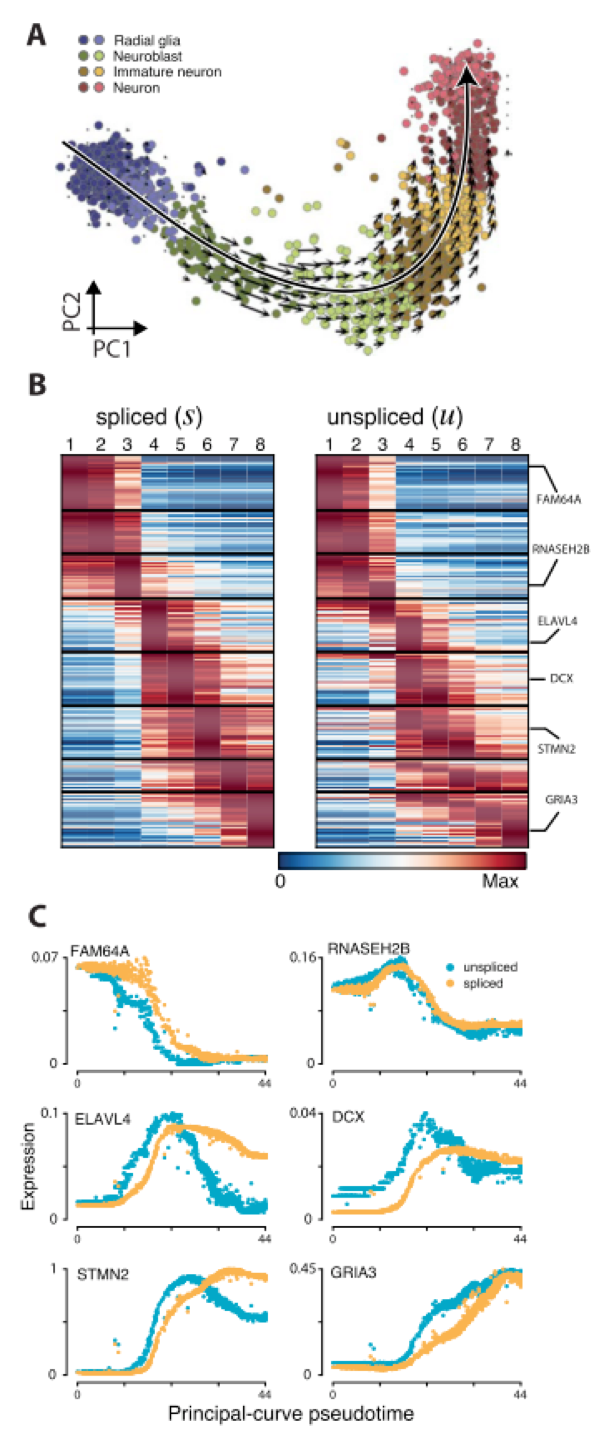 A
Radial glia
Neuroblast
Immature neuron
Neuron
PC2
PC1
B
spliced (s)
unspliced (u)
1 2 3 4 5 6 7 8
1 2 3 4 5 6 7 8
FAM64A
RNASEH2B
ELAVL4
DCX
STMN2
GRIA3
0
Max
C
FAM64A
0.07
0
0
44
RNASEH2B
unspliced
spliced
0.16
0
0
44
Expression
ELAVL4
0.1
0
0
44
DCX
0.04
0
0
44
STMN2
1
0
0
44
GRIA3
0.45
0
0
44
Principal-curve pseudotime